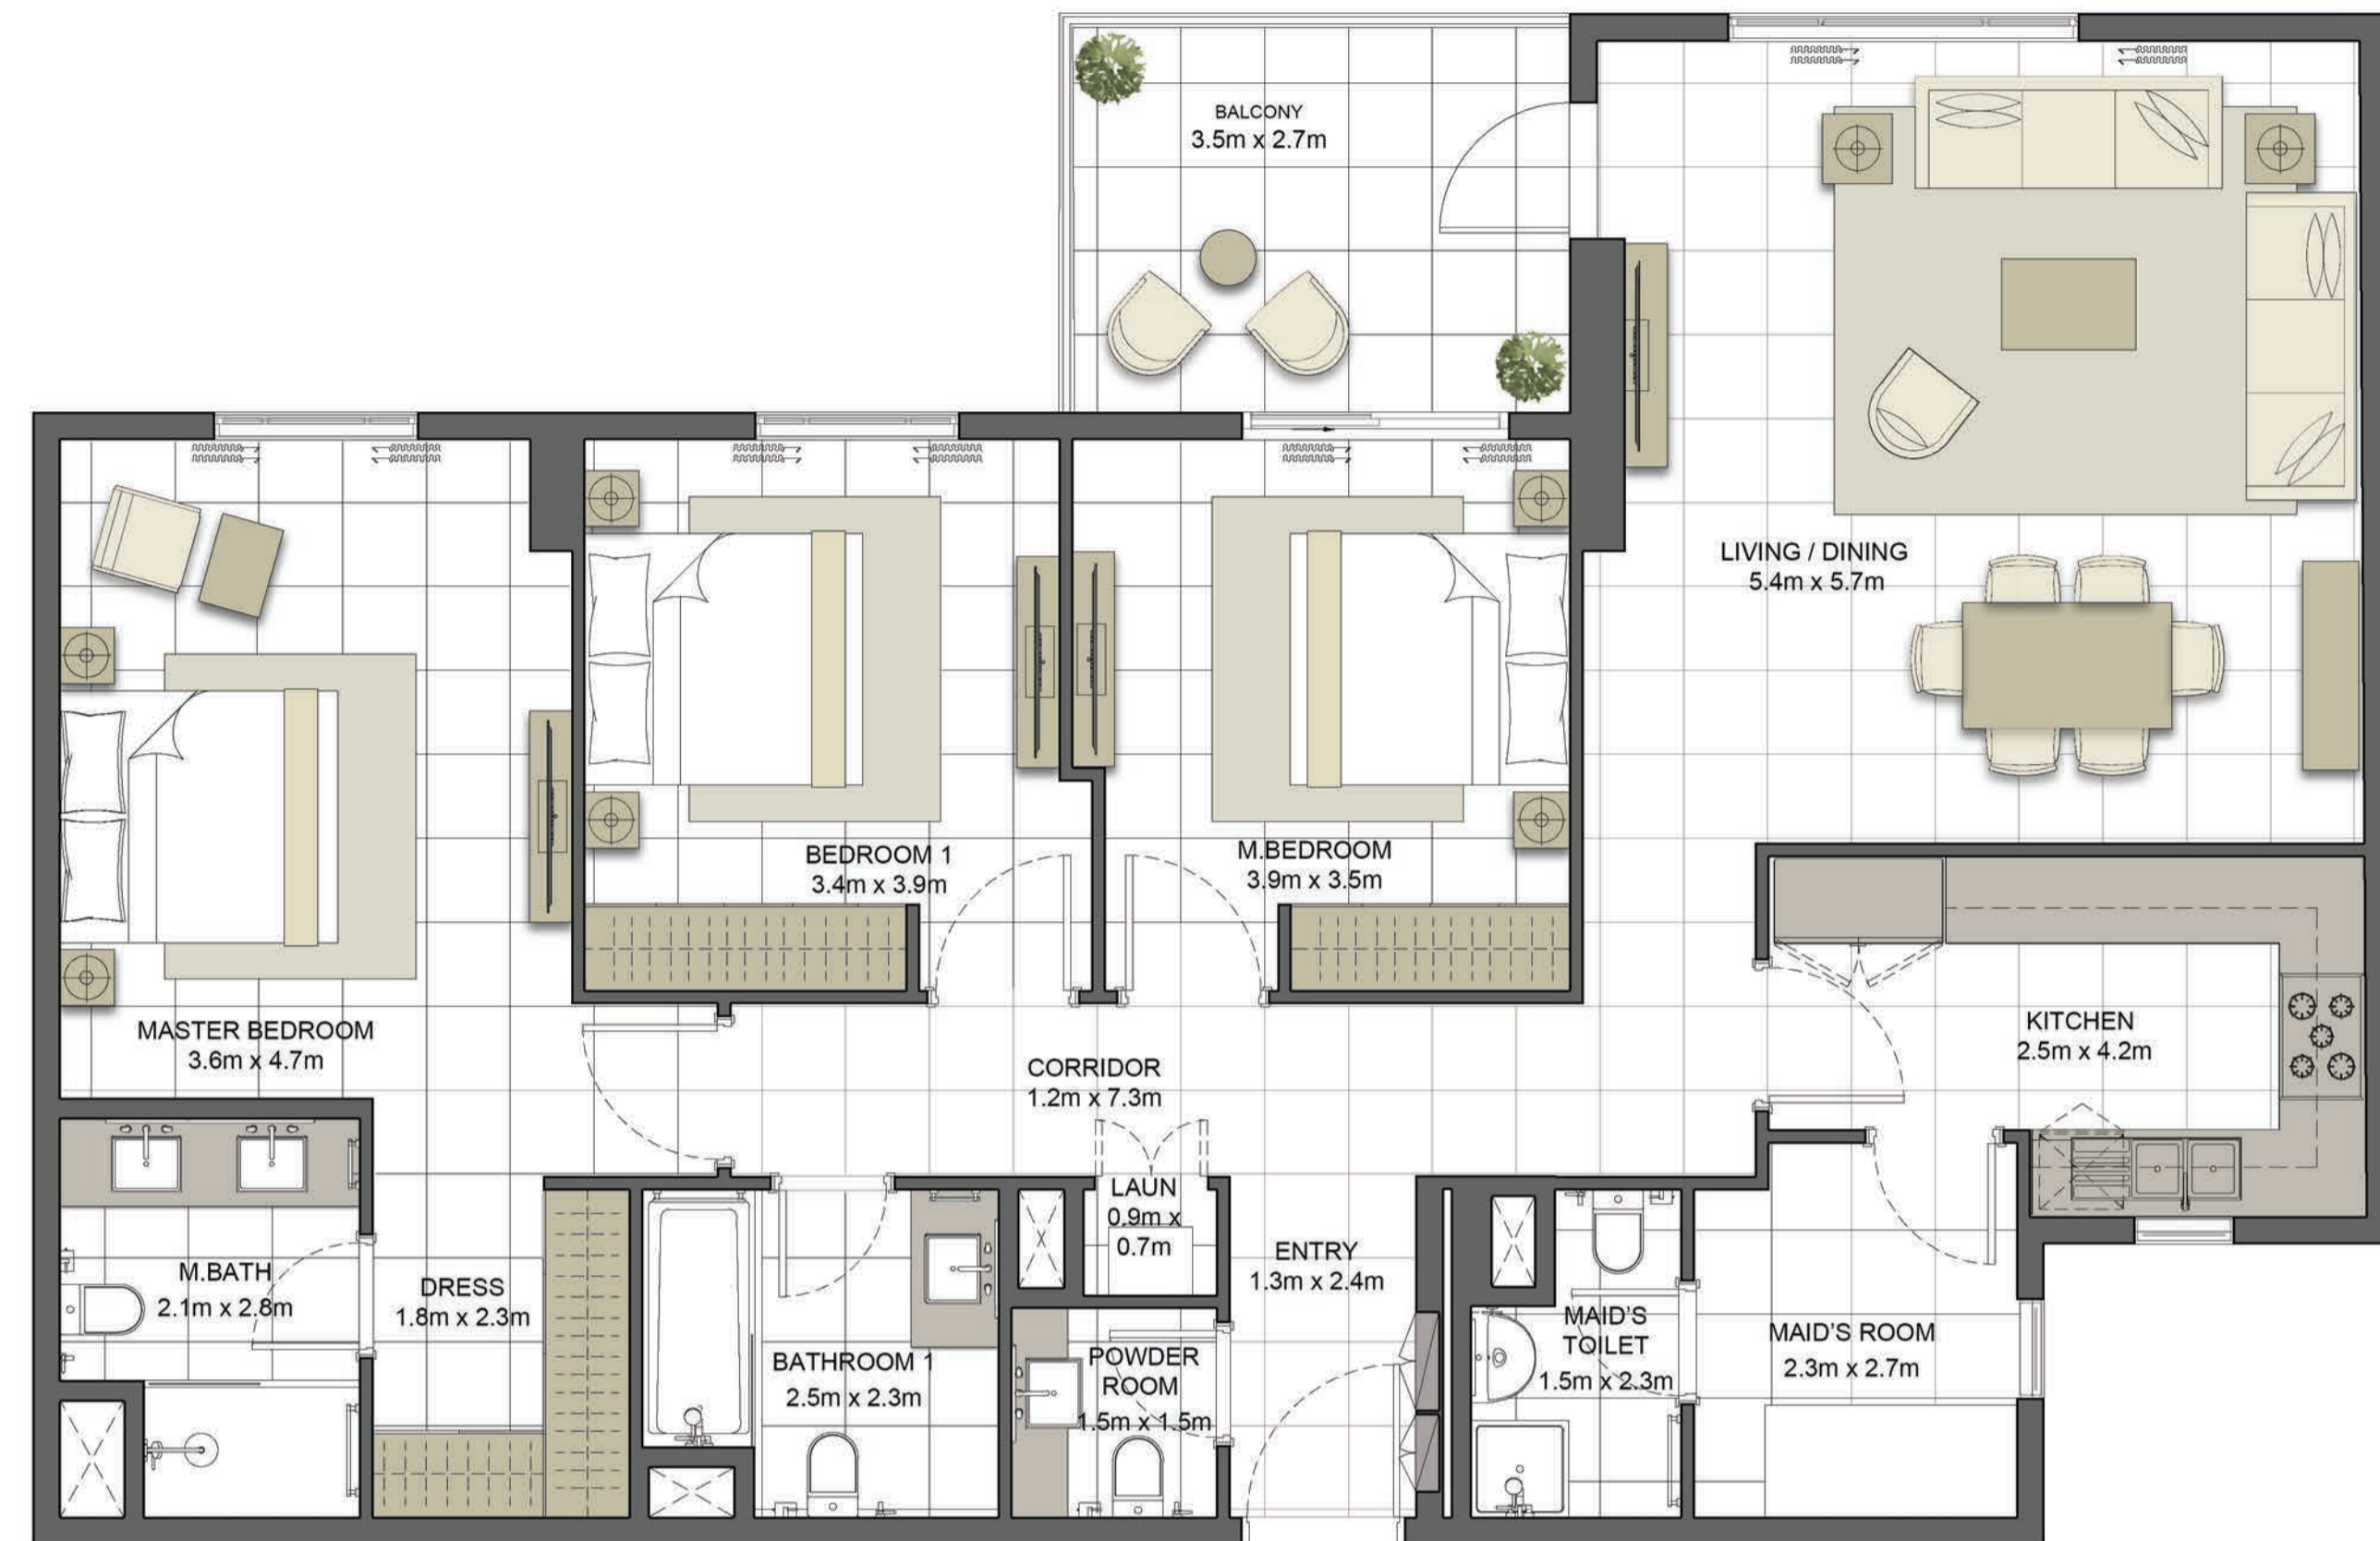 BALCONY
3.5m x 2.7m
LIVING / DINING
5.4m x 5.7m
BEDROOM 1
3.4m x 3.9m
M.BEDROOM
3.9m x 3.5m
MASTER BEDROOM
3.6m x 4.7m
KITCHEN
2.5m x 4.2m
CORRIDOR
1.2m x 7.3m
LAUN
0.9m x
0.7m
ENTRY
1.3m x 2.4m
M.BATH
2.1m x 2.8m
DRESS
1.8m x 2.3m
BATHROOM 1
2.5m x 2.3m
POWDER
ROOM
1.5m x 1.5m
MAID'S
TOILET
1.5m x 2.3m
MAID'S ROOM
2.3m x 2.7m